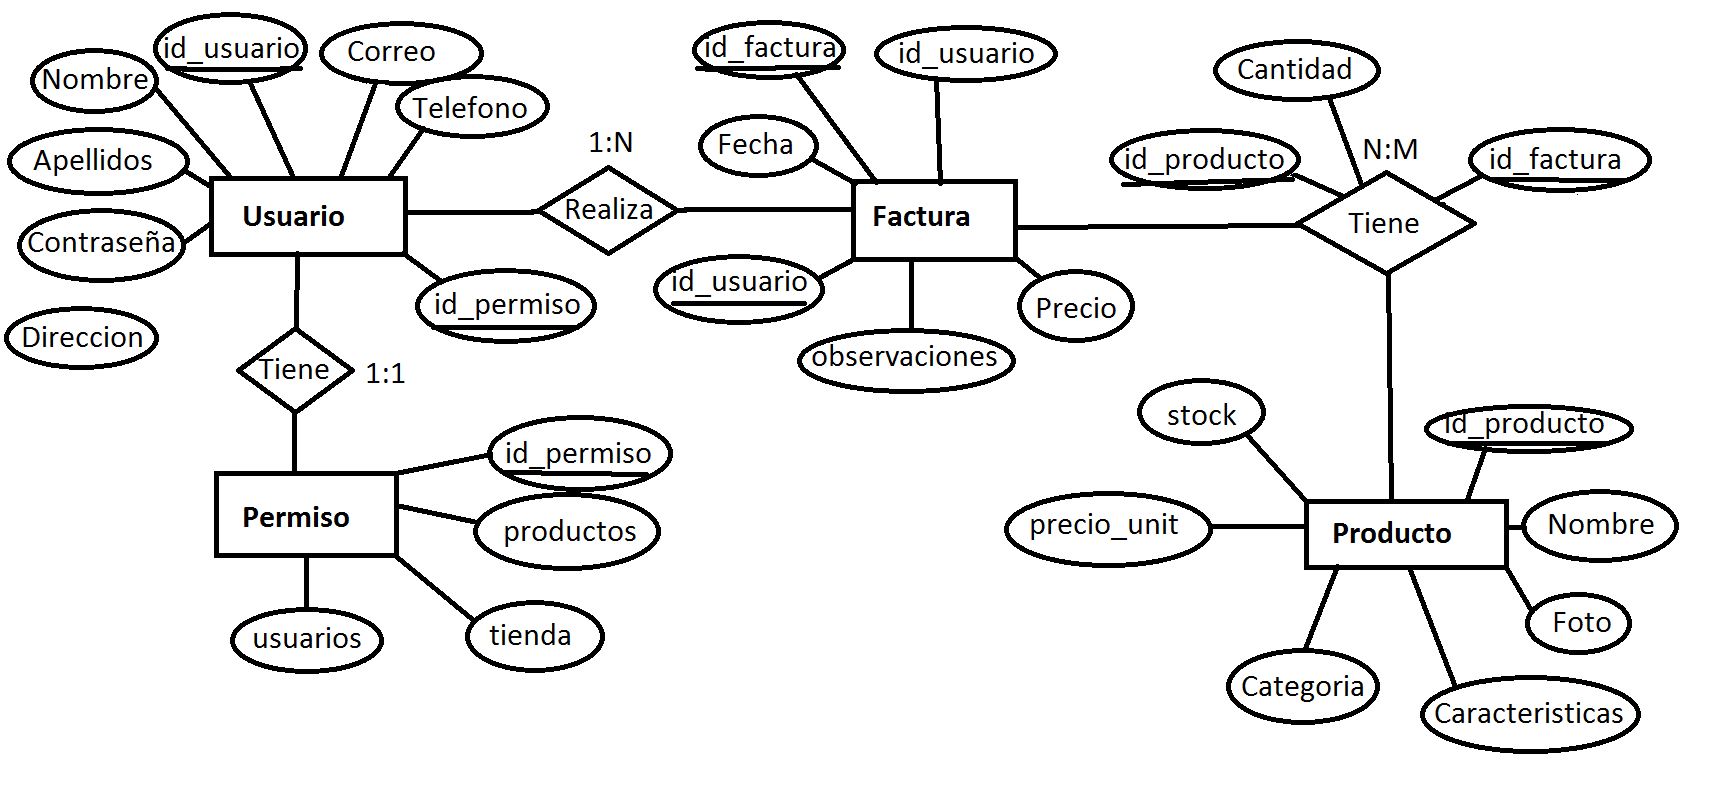 id_usuario
Correo
Nombre
Telefono
Apellidos
Contraseña
Usuario
Direccion
id_permiso
Tiene
1:1
1:N
Realiza
id_factura
id_usuario
Fecha
Factura
id_usuario
Precio
observaciones
Cantidad
id_producto
N:M
id_factura
Tiene
id_permiso
Permiso
productos
usuarios
tienda
stock
id_producto
precio_unit
Producto
Nombre
Foto
Categoria
Caracteristicas